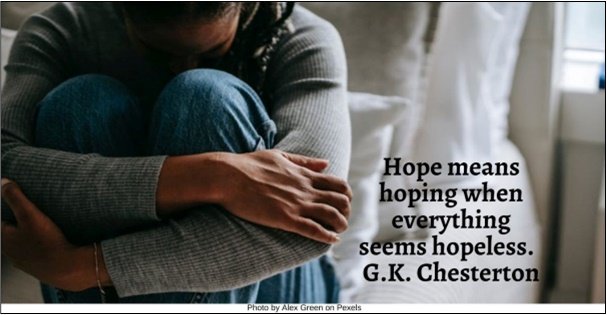 Hope means
hoping when
everything
seems hopeless.
G.K. Chesterton
Photo by Alex Green on Pexels